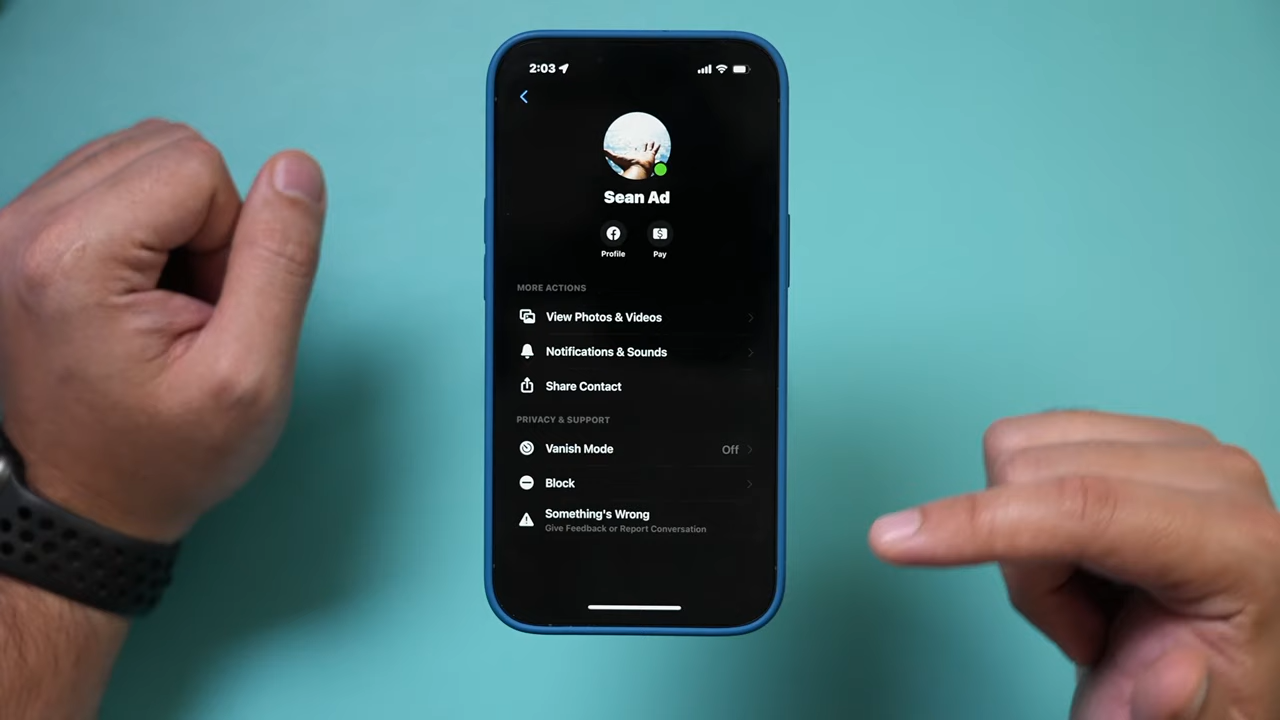 2:03
Sean Ad
Profile
Pay
MORE ACTIONS
View Photos & Videos
Notifications & Sounds
Share Contact
PRIVACY & SUPPORT
Vanish Mode Off
Block
Something's Wrong
Give Feedback or Report Conversation